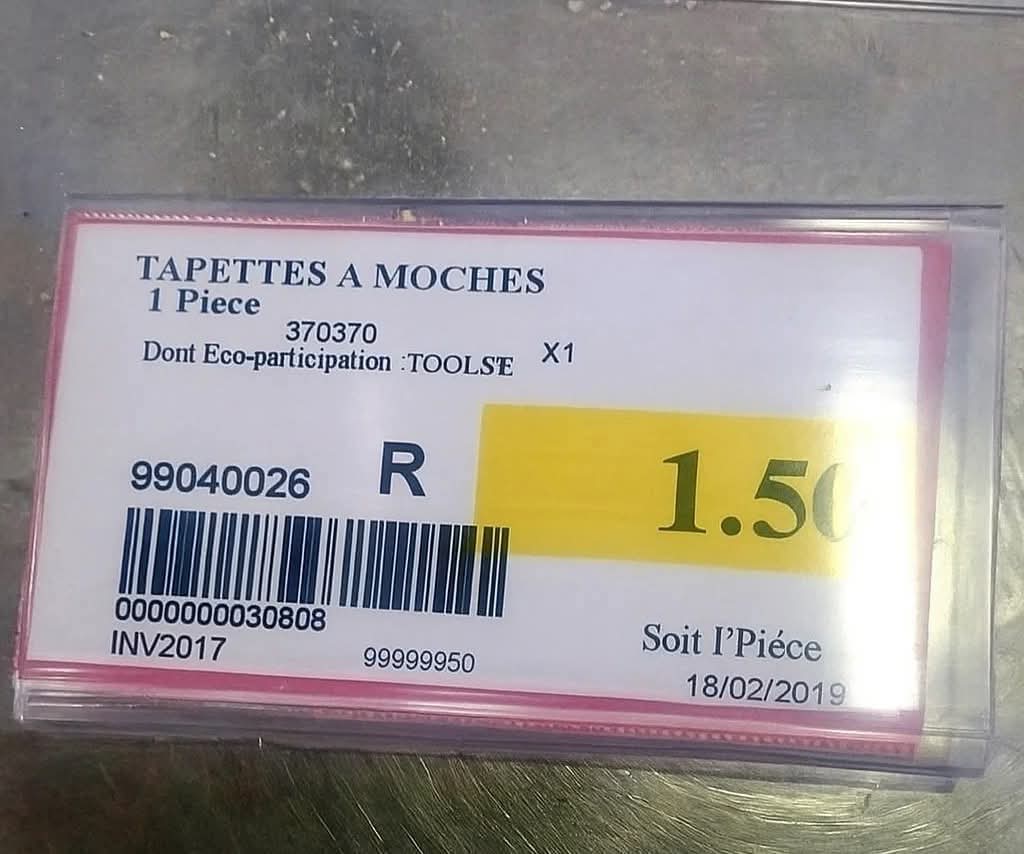 TAPETTES A MOCHES
1 Piece
370370
Dont Eco-participation :TOOLSE X1
99040026 R
1.50
0000000030808
INV2017 99999950
Soit l'Piéce
18/02/2019